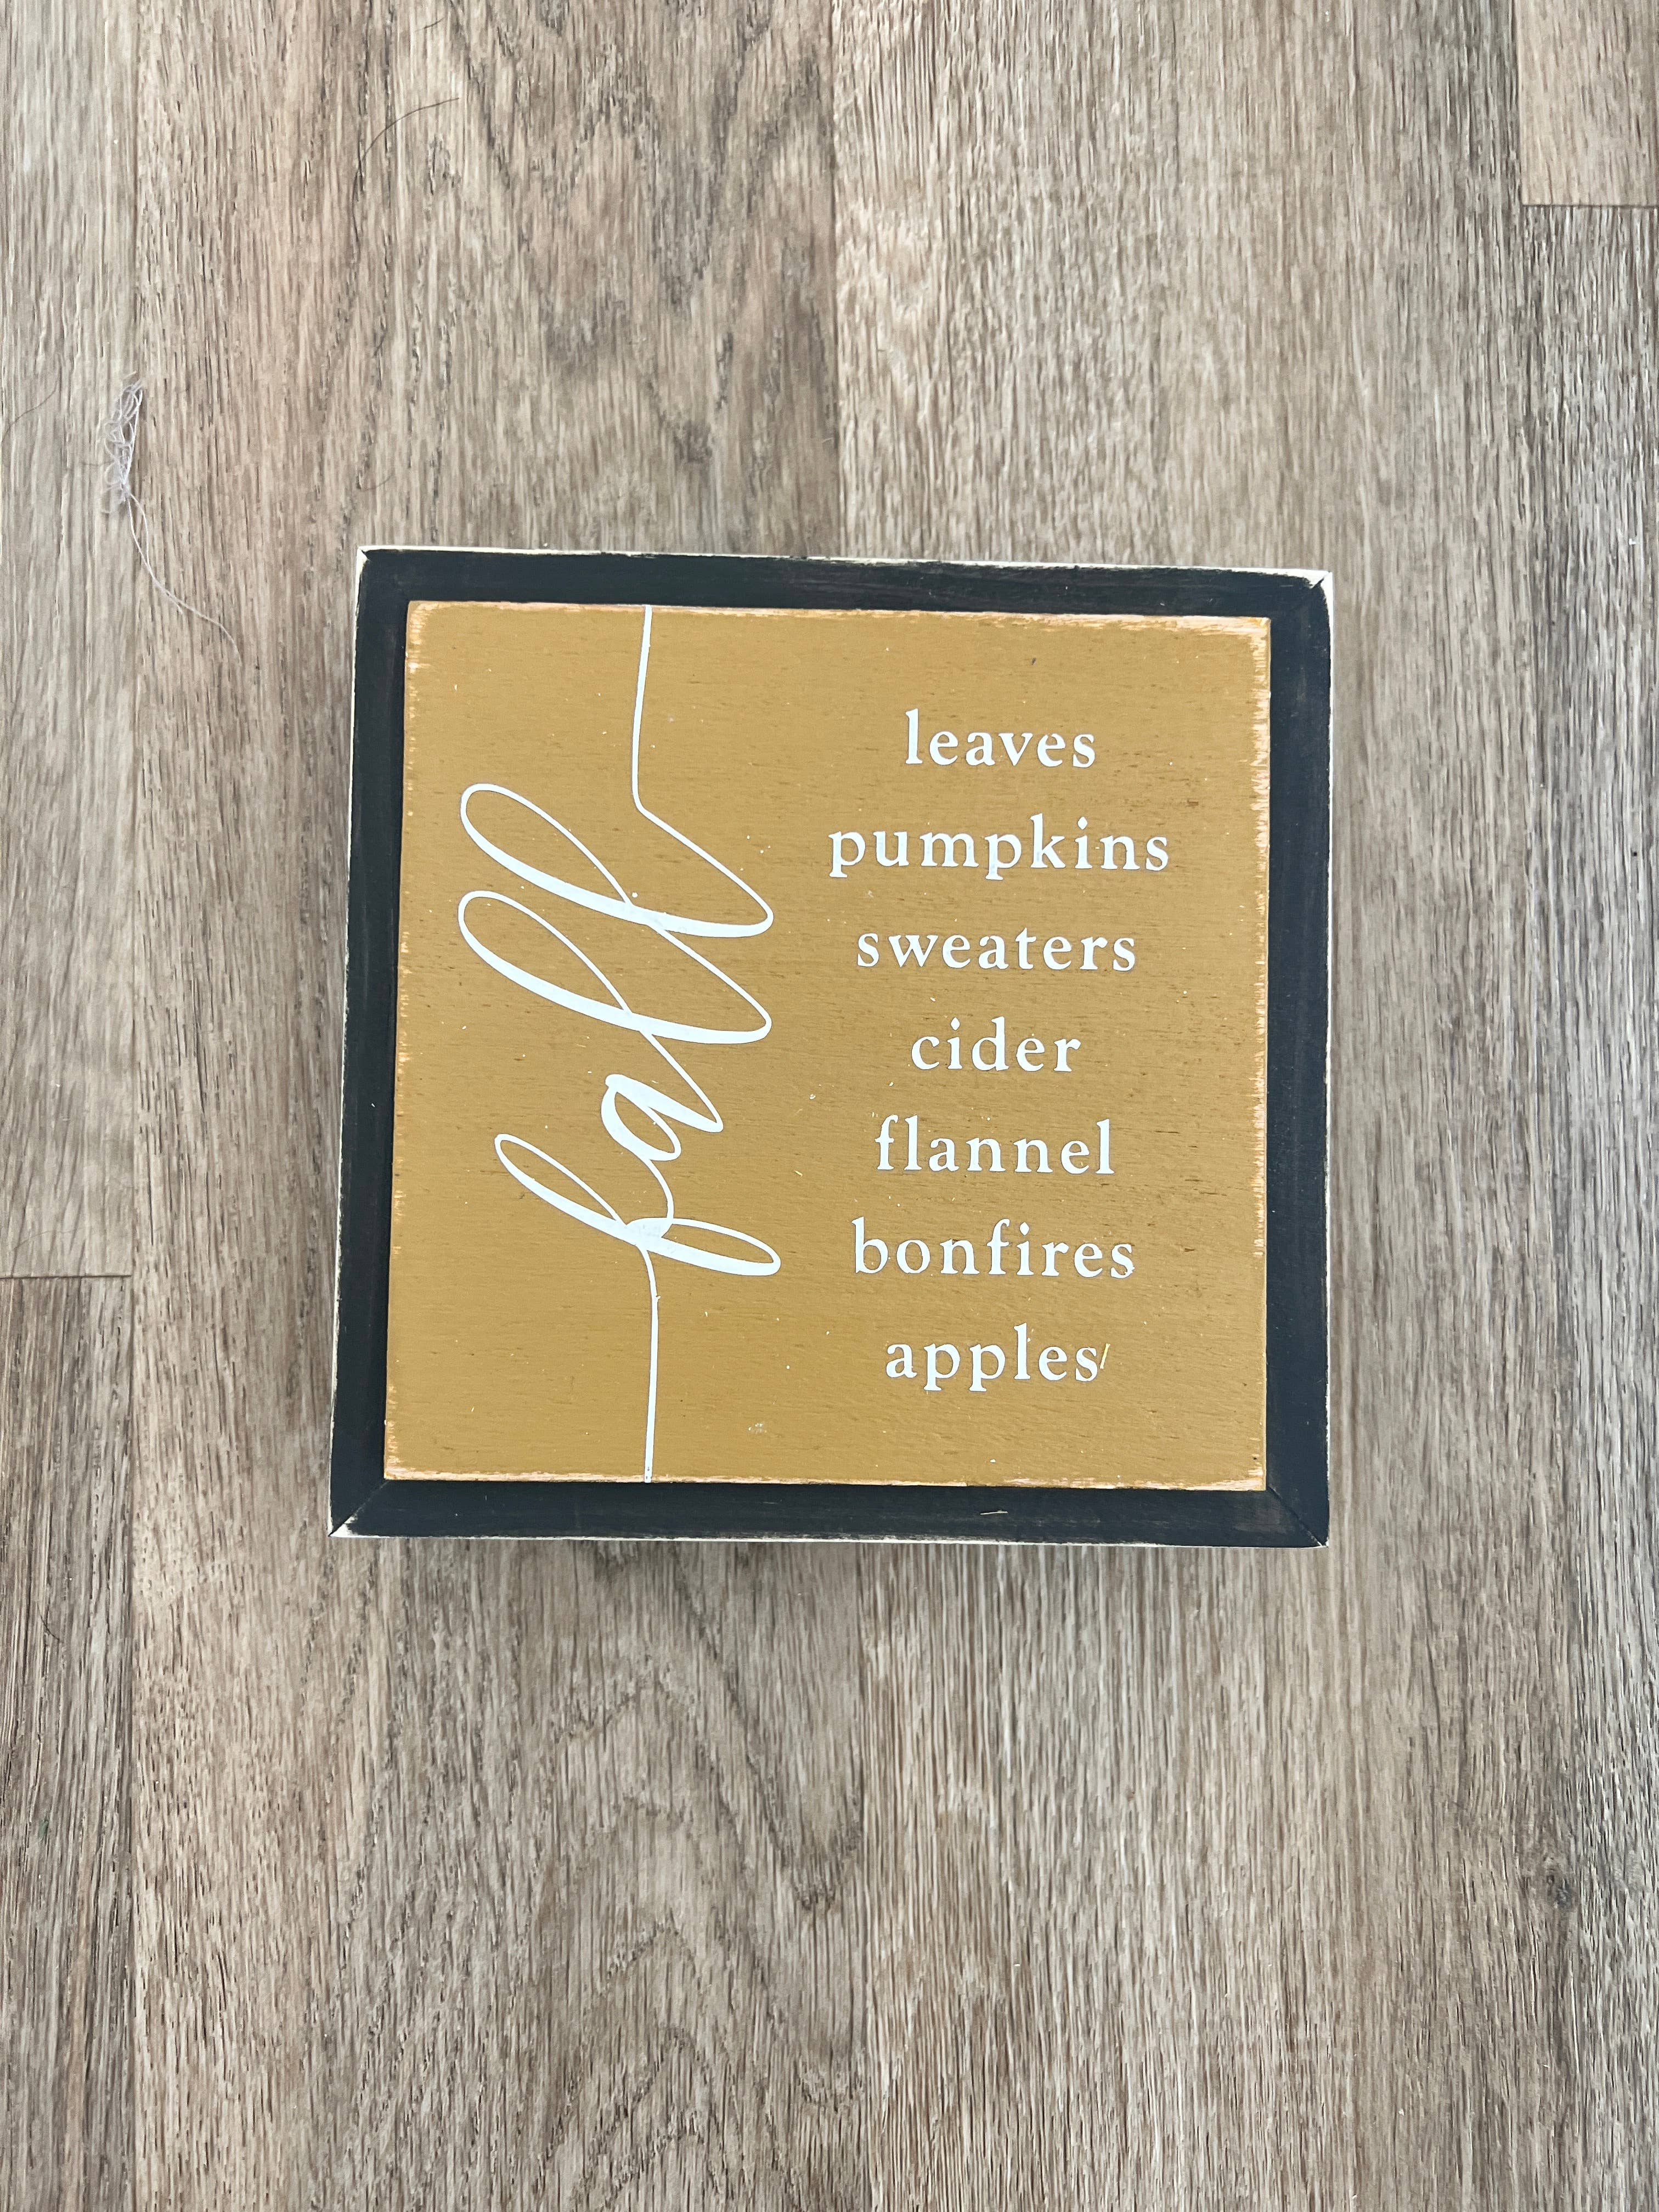 fall
leaves
pumpkins
sweaters
cider
flannel
bonfires
apples